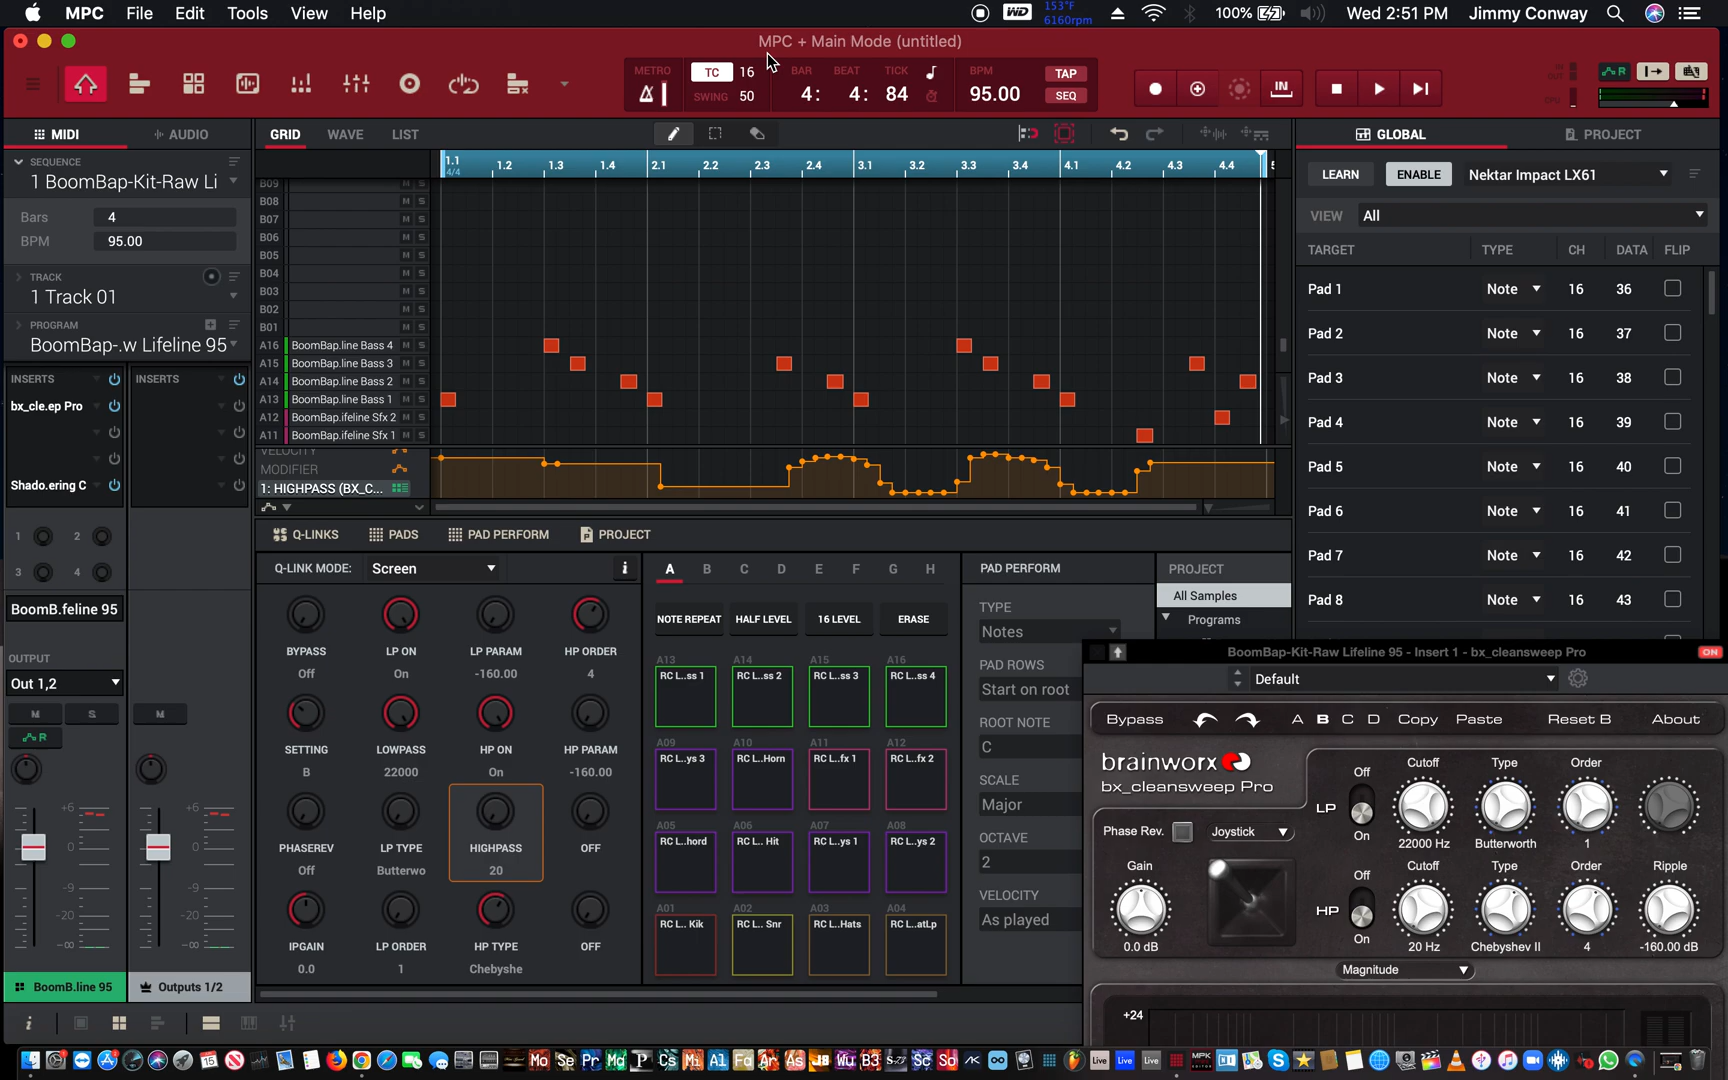 MPC File Edit Tools View Help
WD 153°F 6160rpm 100% Wed 2:51 PM Jimmy Conway
MPC + Main Mode (untitled)
METRO TC 16 BAR BEAT TICK BPM TAP
SWING 50 4: 4: 84 95.00 SEQ
IN
MIDI AUDIO GRID WAVE LIST GLOBAL PROJECT
SEQUENCE
1 BoomBap-Kit-Raw Li
Bars 4
BPM 95.00
TRACK
1 Track 01
PROGRAM
BoomBap-.w Lifeline 95
INSERTS INSERTS
bx_cle.ep Pro
Shado.ering C
1 2
3 4
BoomB.feline 95
OUTPUT
Out 1,2
M S M
R
+6 +6
0 0
-9 -9
-20 -20
-∞ -∞
BoomB.line 95 Outputs 1/2
1.1 1.2 1.3 1.4 2.1 2.2 2.3 2.4 3.1 3.2 3.3 3.4 4.1 4.2 4.3 4.4
4/4
B09 M S
B08 M S
B07 M S
B06 M S
B05 M S
B04 M S
B03 M S
B02 M S
B01 M S
A16 BoomBap.line Bass 4 M S
A15 BoomBap.line Bass 3 M S
A14 BoomBap.line Bass 2 M S
A13 BoomBap.line Bass 1 M S
A12 BoomBap.ifeline Sfx 2 M S
A11 BoomBap.ifeline Sfx 1 M S
VELOCITY
MODIFIER
1: HIGHPASS (BX_C...
Q-LINKS PADS PAD PERFORM PROJECT
Q-LINK MODE: Screen i
BYPASS LP ON LP PARAM HP ORDER
Off On -160.00 4
SETTING LOWPASS HP ON HP PARAM
B 22000 On -160.00
PHASEREV LP TYPE HIGHPASS OFF
Off Butterwo 20
IPGAIN LP ORDER HP TYPE OFF
0.0 1 Chebyshe
A B C D E F G H
NOTE REPEAT HALF LEVEL 16 LEVEL ERASE
A13 A14 A15 A16
RC L..ss 1 RC L..ss 2 RC L..ss 3 RC L..ss 4
A09 A10 A11 A12
RC L..ys 3 RC L..Horn RC L..fx 1 RC L..fx 2
A05 A06 A07 A08
RC L..hord RC L.. Hit RC L..ys 1 RC L..ys 2
A01 A02 A03 A04
RC L.. Kik RC L.. Snr RC L..Hats RC L..atLp
PAD PERFORM
TYPE
Notes
PAD ROWS
Start on root
ROOT NOTE
C
SCALE
Major
OCTAVE
2
VELOCITY
As played
PROJECT
All Samples
Programs
LEARN ENABLE Nektar Impact LX61
VIEW All
TARGET TYPE CH DATA FLIP
Pad 1 Note 16 36
Pad 2 Note 16 37
Pad 3 Note 16 38
Pad 4 Note 16 39
Pad 5 Note 16 40
Pad 6 Note 16 41
Pad 7 Note 16 42
Pad 8 Note 16 43
BoomBap-Kit-Raw Lifeline 95 - Insert 1 - bx_cleansweep Pro ON
Default
Bypass A B C D Copy Paste Reset B About
brainworx
bx_cleansweep Pro
Phase Rev. Joystick
Gain
0.0 dB
Off Cutoff Type Order
LP
On 22000 Hz Butterworth 1
Off Cutoff Type Order Ripple
HP
On 20 Hz Chebyshev II 4 -160.00 dB
Magnitude
+24